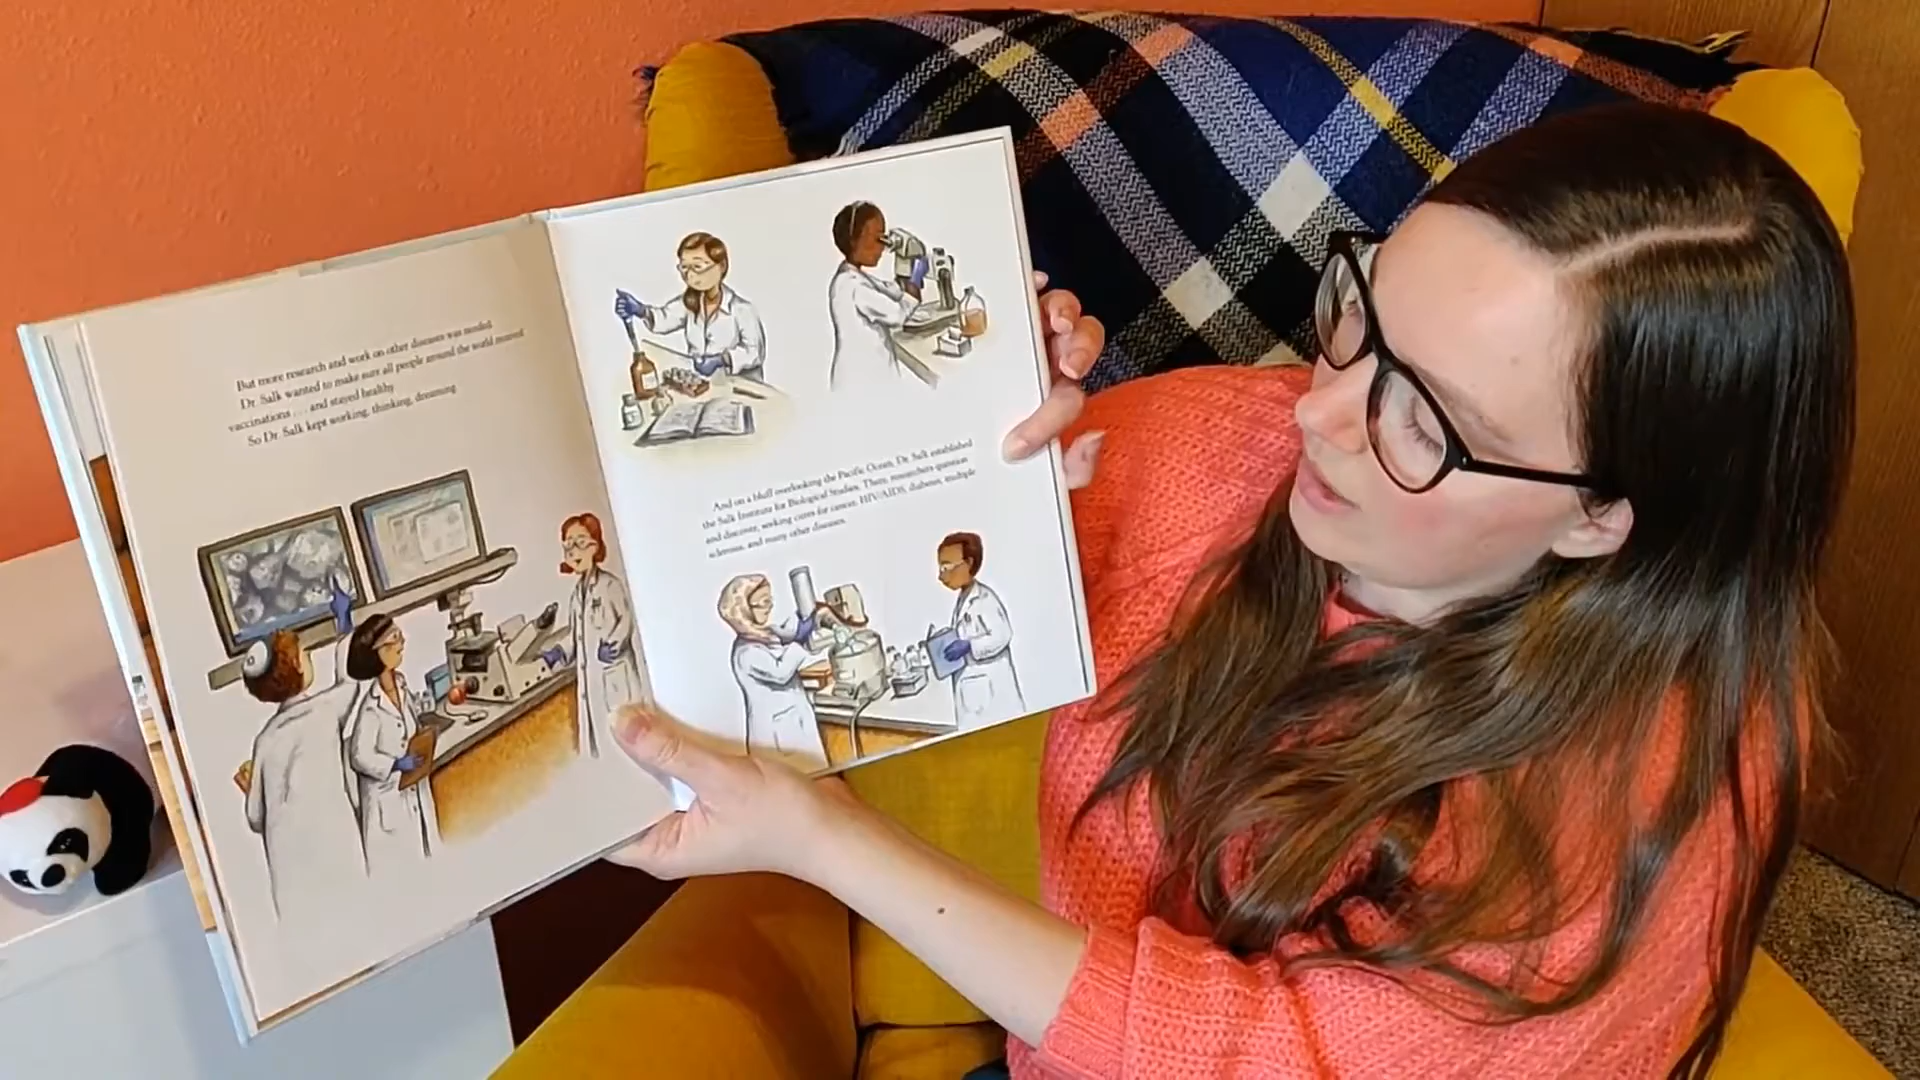 But more research and work on other diseases was needed.
Dr. Salk wanted to make sure all people around the world received
vaccinations . . . and stayed healthy.
So Dr. Salk kept working, thinking, dreaming.
And on a bluff overlooking the Pacific Ocean, Dr. Salk established
the Salk Institute for Biological Studies. There, researchers question
and discover, seeking cures for cancer, HIV/AIDS, diabetes, multiple
sclerosis, and many other diseases.